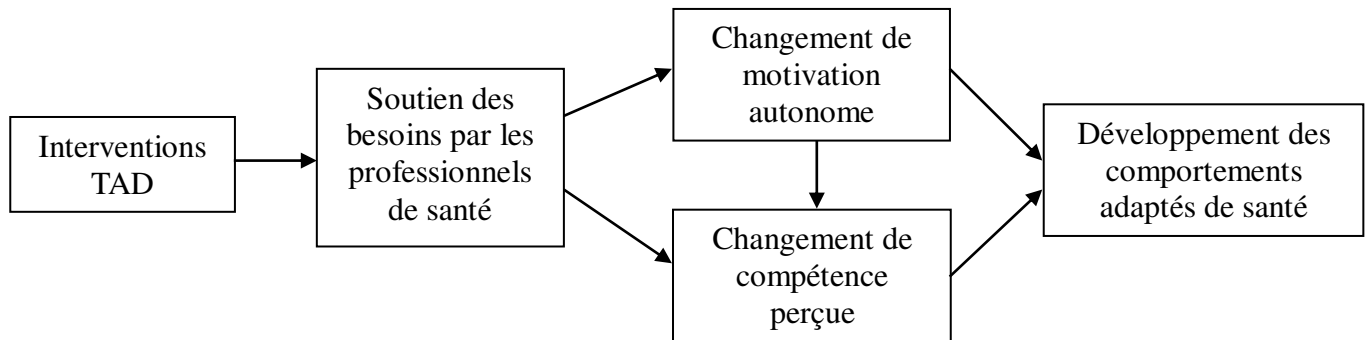 Interventions
TAD
Soutien des
besoins par les
professionnels
de santé
Changement de
motivation
autonome
Changement de
compétence
perçue
Développement des
comportements
adaptés de santé